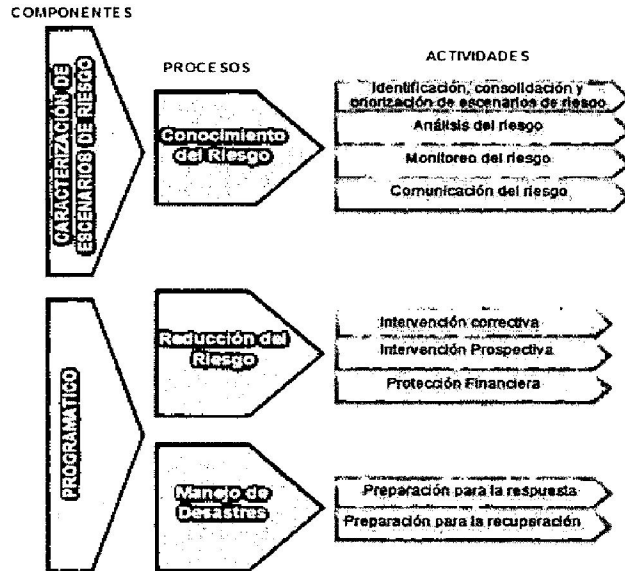 COMPONENTES
PROCESOS
ACTIVIDADES
CARACTERIZACIÓN DE
ESCENARIOS DE RIESGO
Conocimiento
del Riesgo
Identificación, consolidación y
priorización de escenarios de riesgo
Análisis del riesgo
Monitoreo del riesgo
Comunicación del riesgo
PROGRAMATICO
Reducción del
Riesgo
Intervención correctiva
Intervención Prospectiva
Protección Financiera
Manejo de
Desastres
Preparación para la respuesta
Preparación para la recuperación